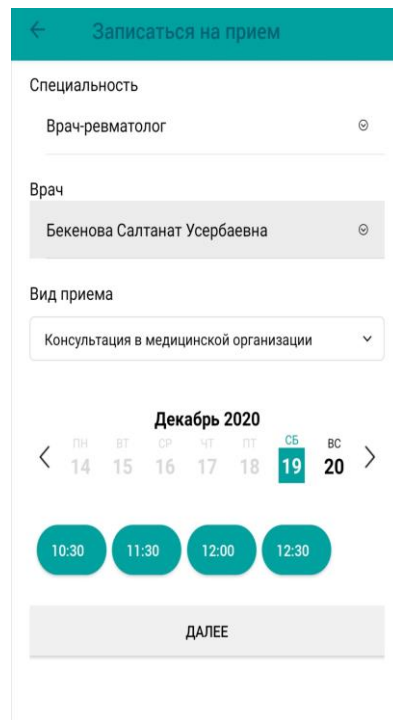 Записаться на прием
Специальность
Врач-ревматолог
Врач
Бекенова Салтанат Усербаевна
Вид приема
Консультация в медицинской организации
Декабрь 2020
ПН ВТ СР ЧТ ПТ СБ ВС
14 15 16 17 18 19 20
10:30 11:30 12:00 12:30
ДАЛЕЕ